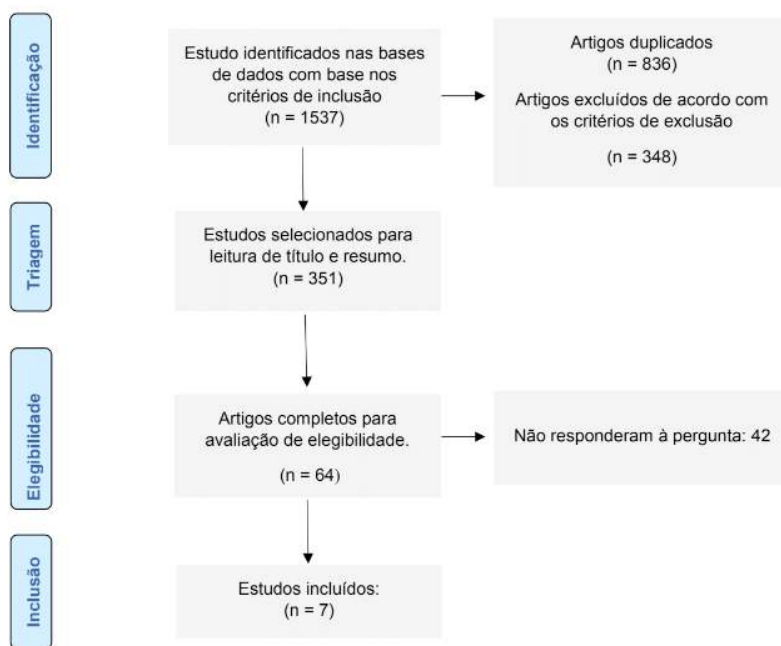 Identificação
Estudo identificados nas bases
de dados com base nos
critérios de inclusão
(n = 1537)
Artigos duplicados
(n = 836)
Artigos excluídos de acordo com
os critérios de exclusão
(n = 348)
Triagem
Estudos selecionados para
leitura de título e resumo.
(n = 351)
Elegibilidade
Artigos completos para
avaliação de elegibilidade.
(n = 64)
Não responderam à pergunta: 42
Inclusão
Estudos incluídos:
(n = 7)